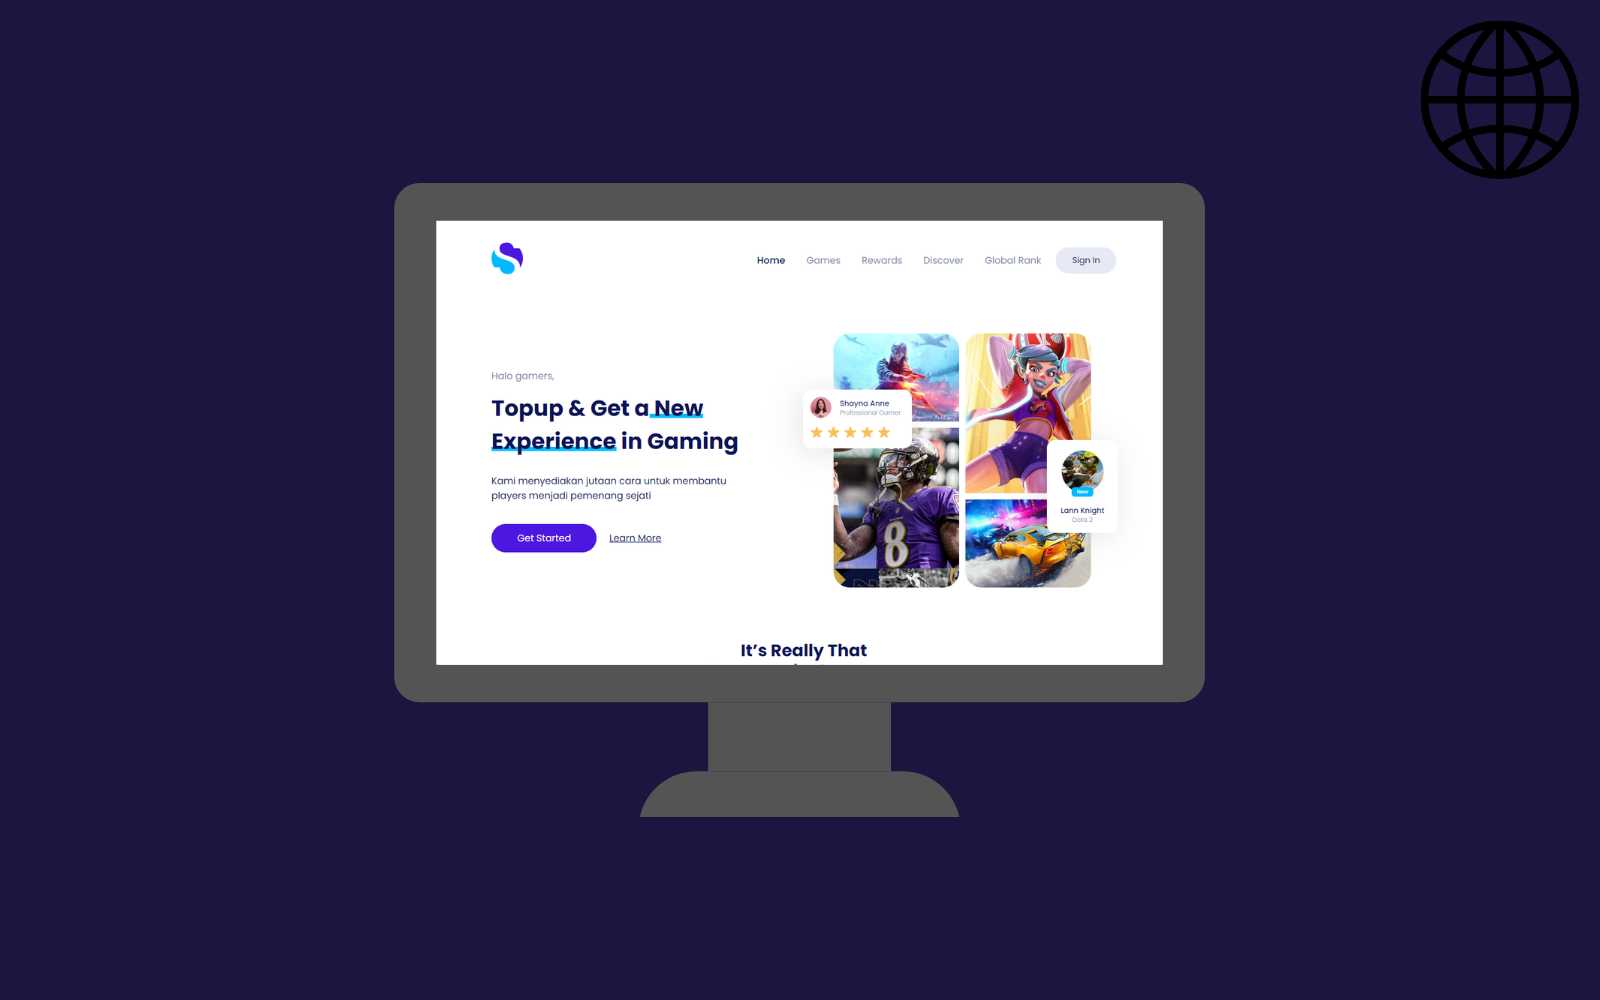 Home Games Rewards Discover Global Rank Sign In
Halo gamers,
Topup & Get a New
Experience in Gaming
Kami menyediakan jutaan cara untuk membantu
players menjadi pemenang sejati
Get Started Learn More
Shayna Anne
Professional Gamer
8
New
Lann Knight
Dota 2
It's Really That